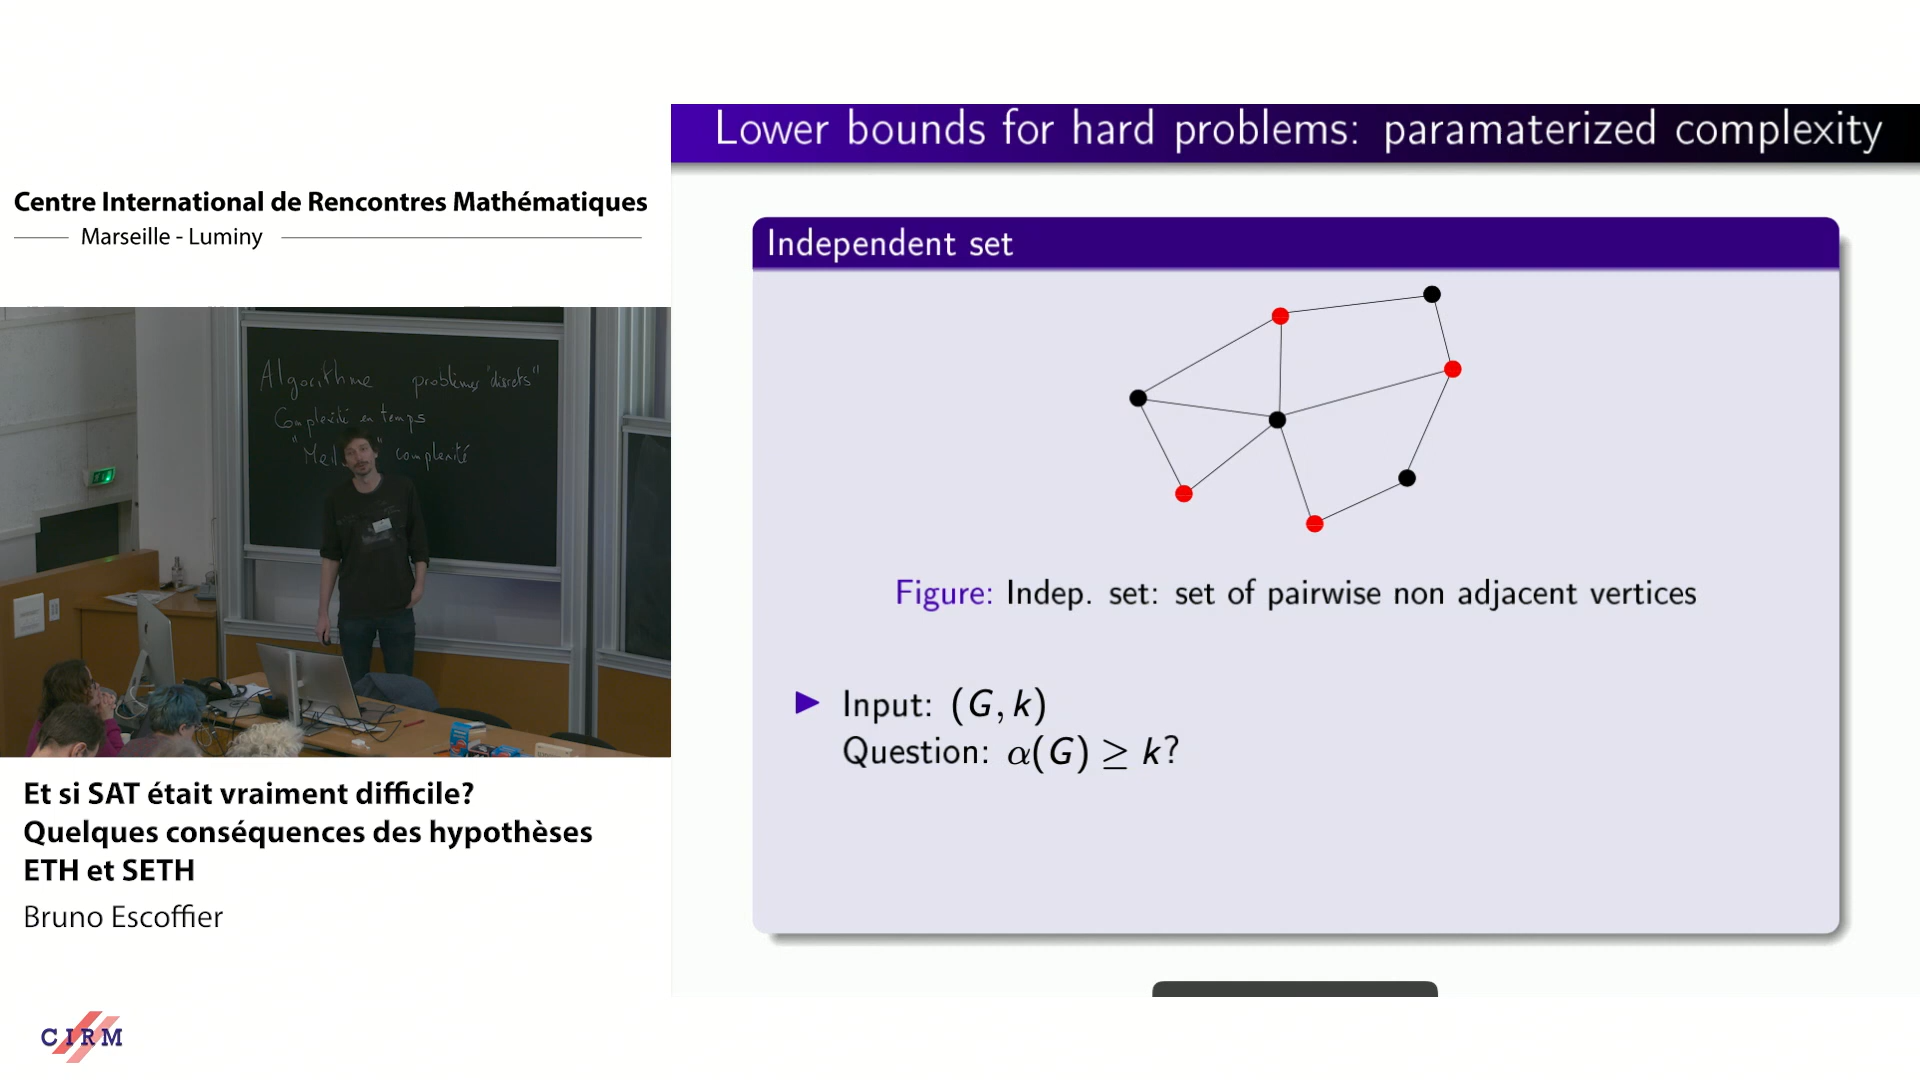 Lower bounds for hard problems: paramaterized complexity
Centre International de Rencontres Mathématiques
Marseille - Luminy
Independent set
Algorithme problèmes "discrets"
Complexité en temps
complexité
Figure: Indep. set: set of pairwise non adjacent vertices
Input: (G, k)
Question: α(G) ≥ k?
Et si SAT était vraiment difficile?
Quelques conséquences des hypothèses
ETH et SETH
Bruno Escoffier
CIRM